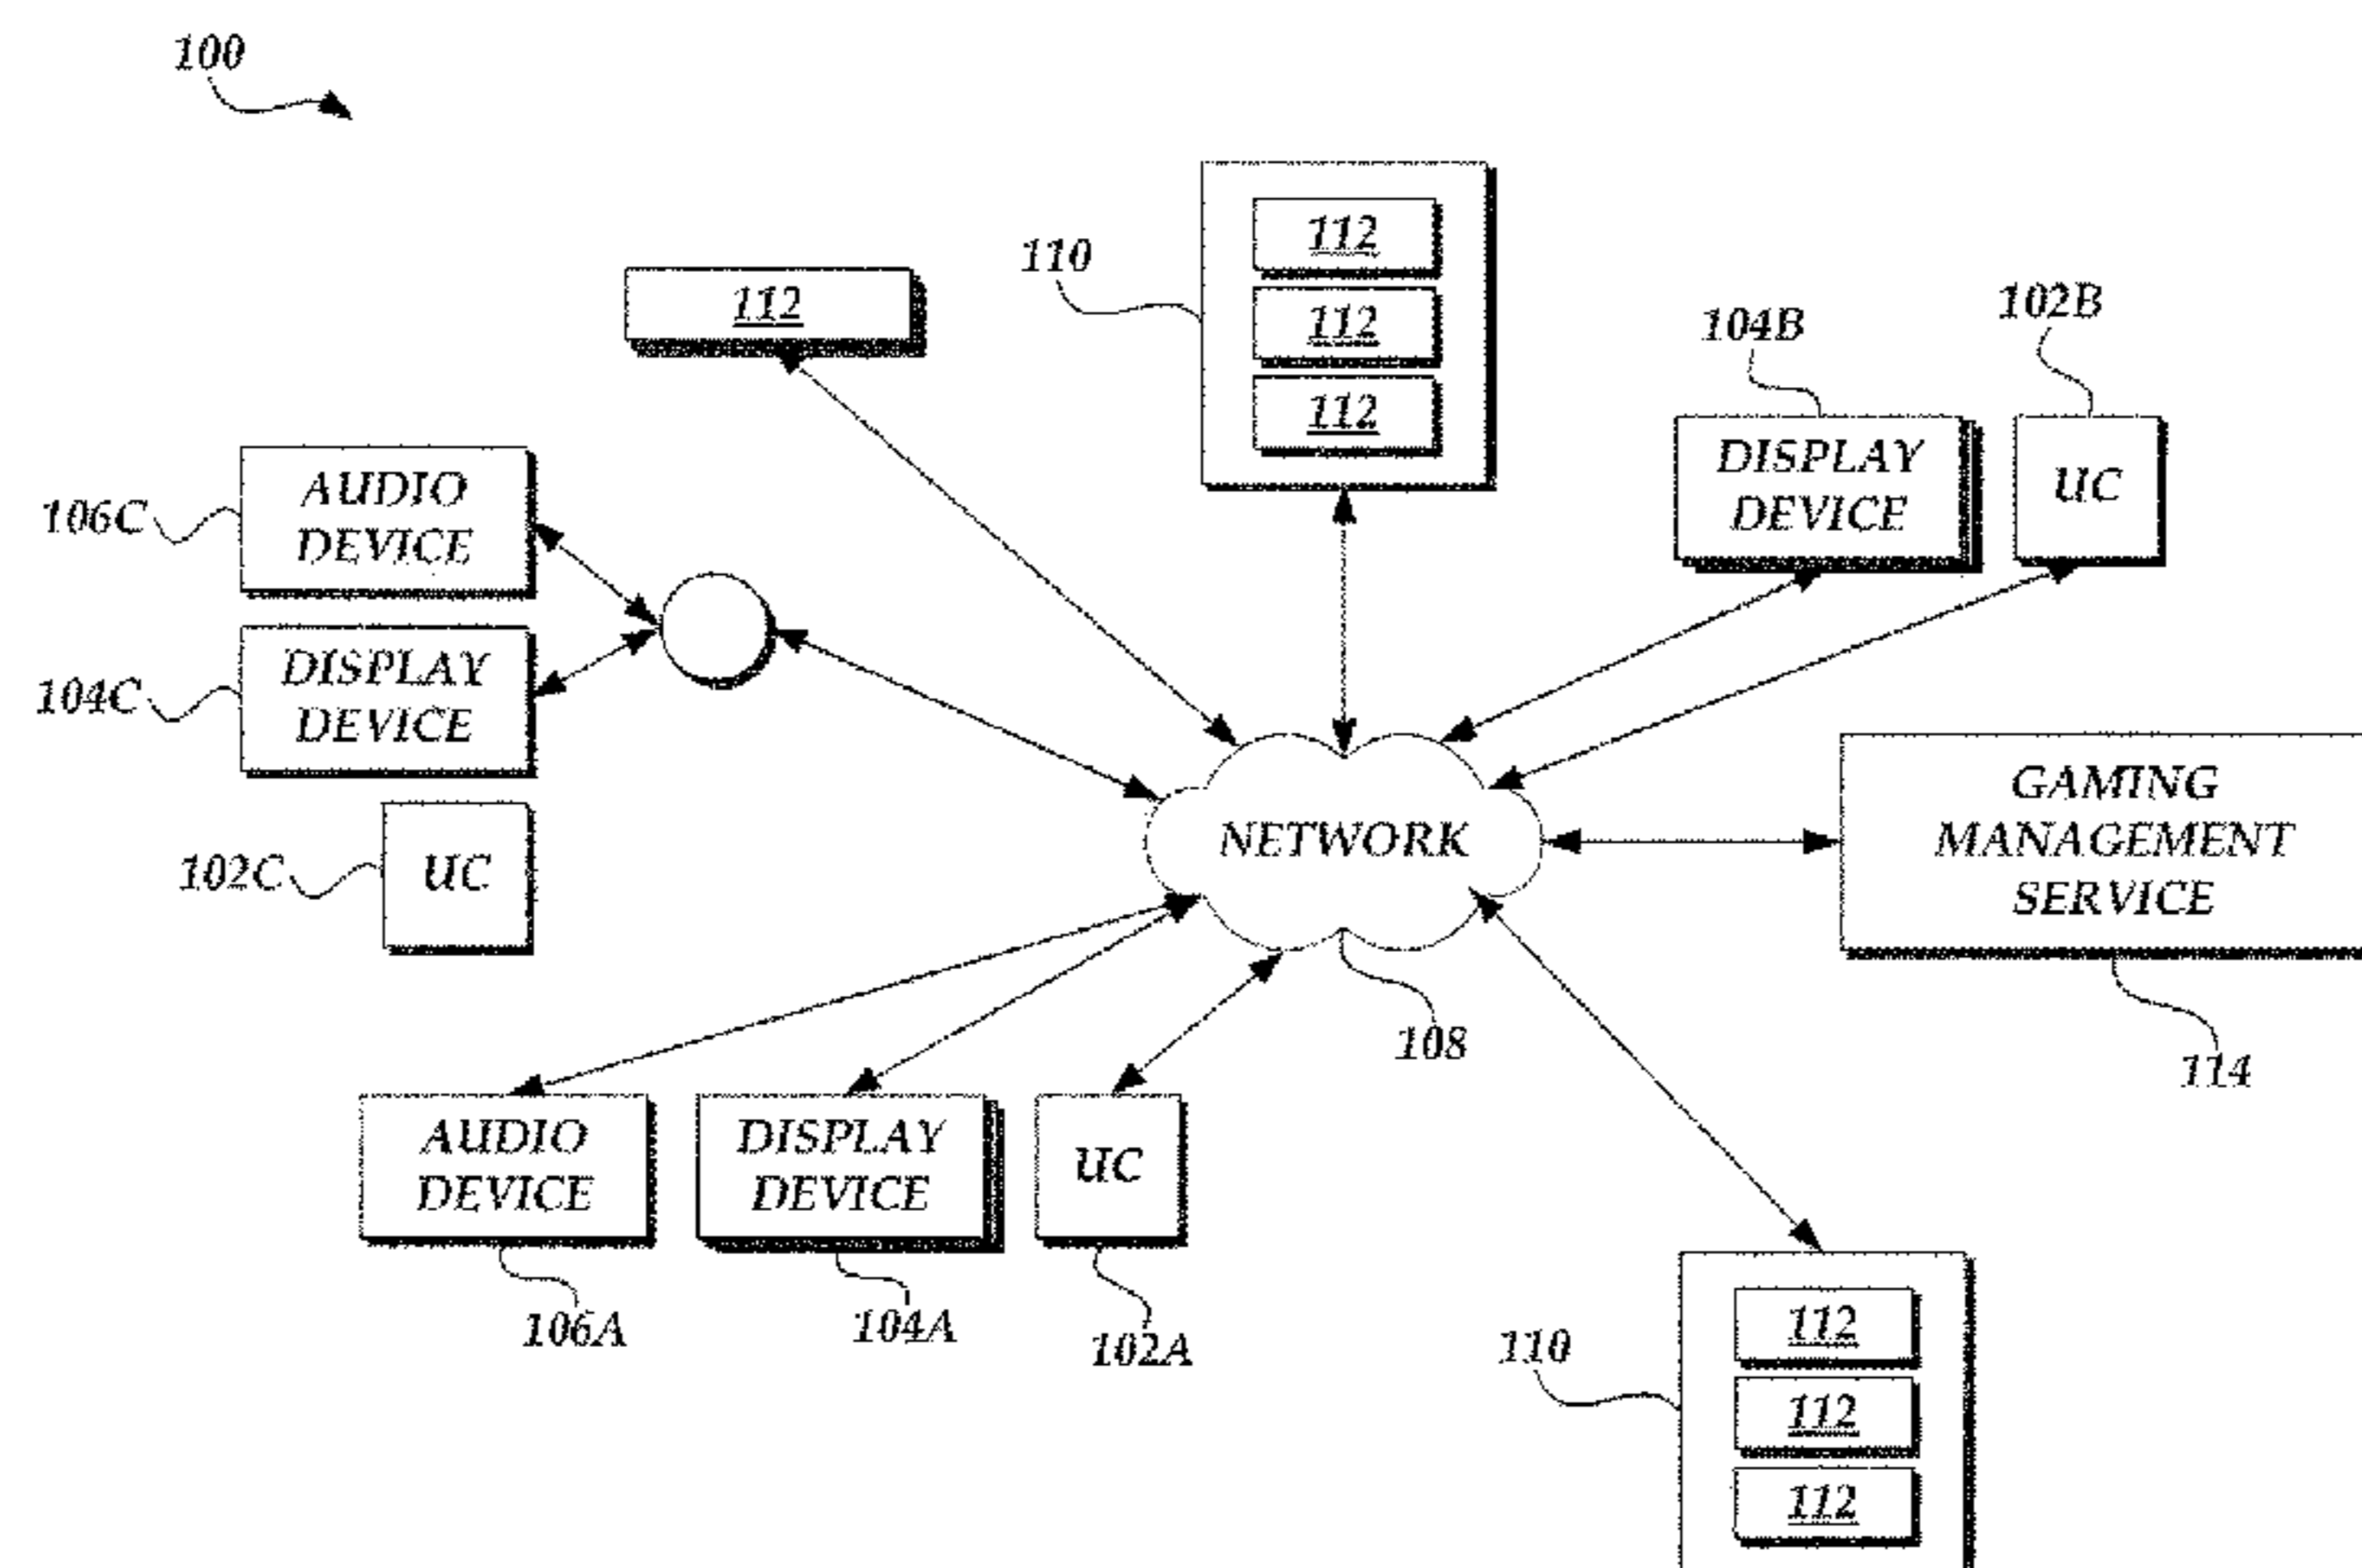 100
112
110
112
112
112
104B
102B
DISPLAY
DEVICE
UC
106C
AUDIO
DEVICE
104C
DISPLAY
DEVICE
102C
UC
NETWORK
108
GAMING
MANAGEMENT
SERVICE
114
AUDIO
DEVICE
106A
DISPLAY
DEVICE
104A
UC
102A
110
112
112
112